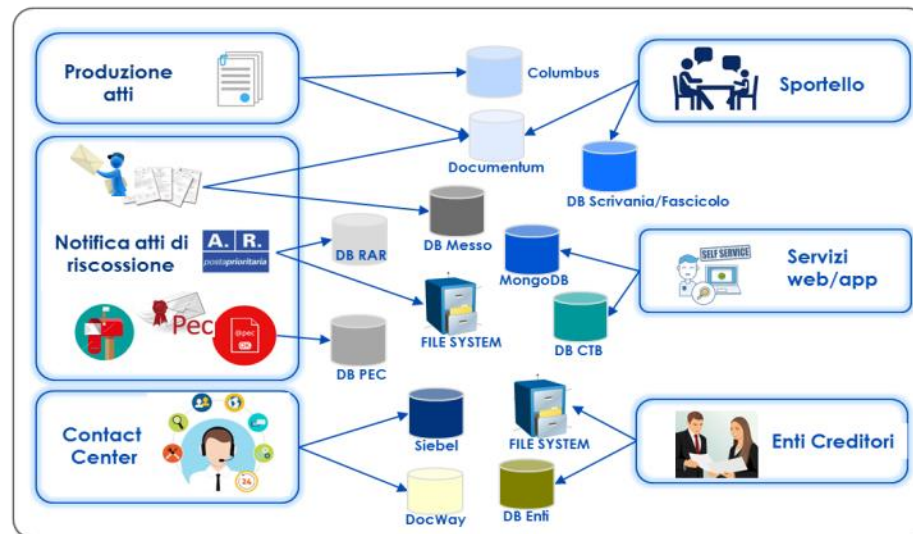 Produzione
atti
Columbus
Documentum
Sportello
DB Scrivania/Fascicolo
Notifica atti di
riscossione
A. R.
postaprioritaria
Pec
@pec
OK
DB RAR
DB Messo
FILE SYSTEM
DB PEC
MongoDB
DB CTB
SELF SERVICE
Servizi
web/app
Contact
Center
24
Siebel
DocWay
FILE SYSTEM
DB Enti
Enti Creditori